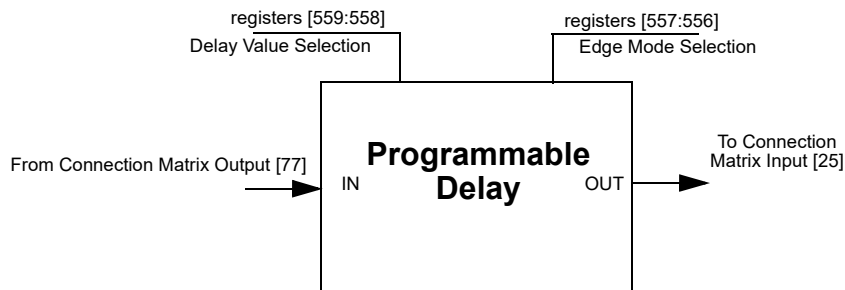 registers [559:558]
Delay Value Selection
registers [557:556]
Edge Mode Selection
From Connection Matrix Output [77]
IN
Programmable
Delay
OUT
To Connection
Matrix Input [25]